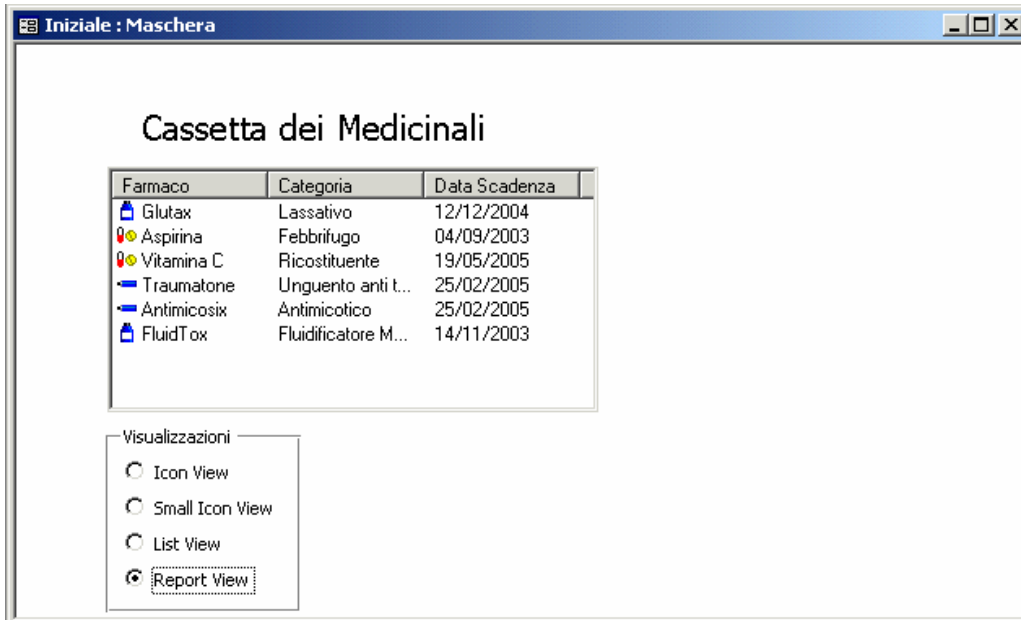 Iniziale : Maschera
Cassetta dei Medicinali
Farmaco Categoria Data Scadenza
Glutax Lassativo 12/12/2004
Aspirina Febbrifugo 04/09/2003
Vitamina C Ricostituente 19/05/2005
Traumatone Unguento anti t... 25/02/2005
Antimicosix Antimicotico 25/02/2005
FluidTox Fluidificatore M... 14/11/2003
Visualizzazioni
Icon View
Small Icon View
List View
Report View